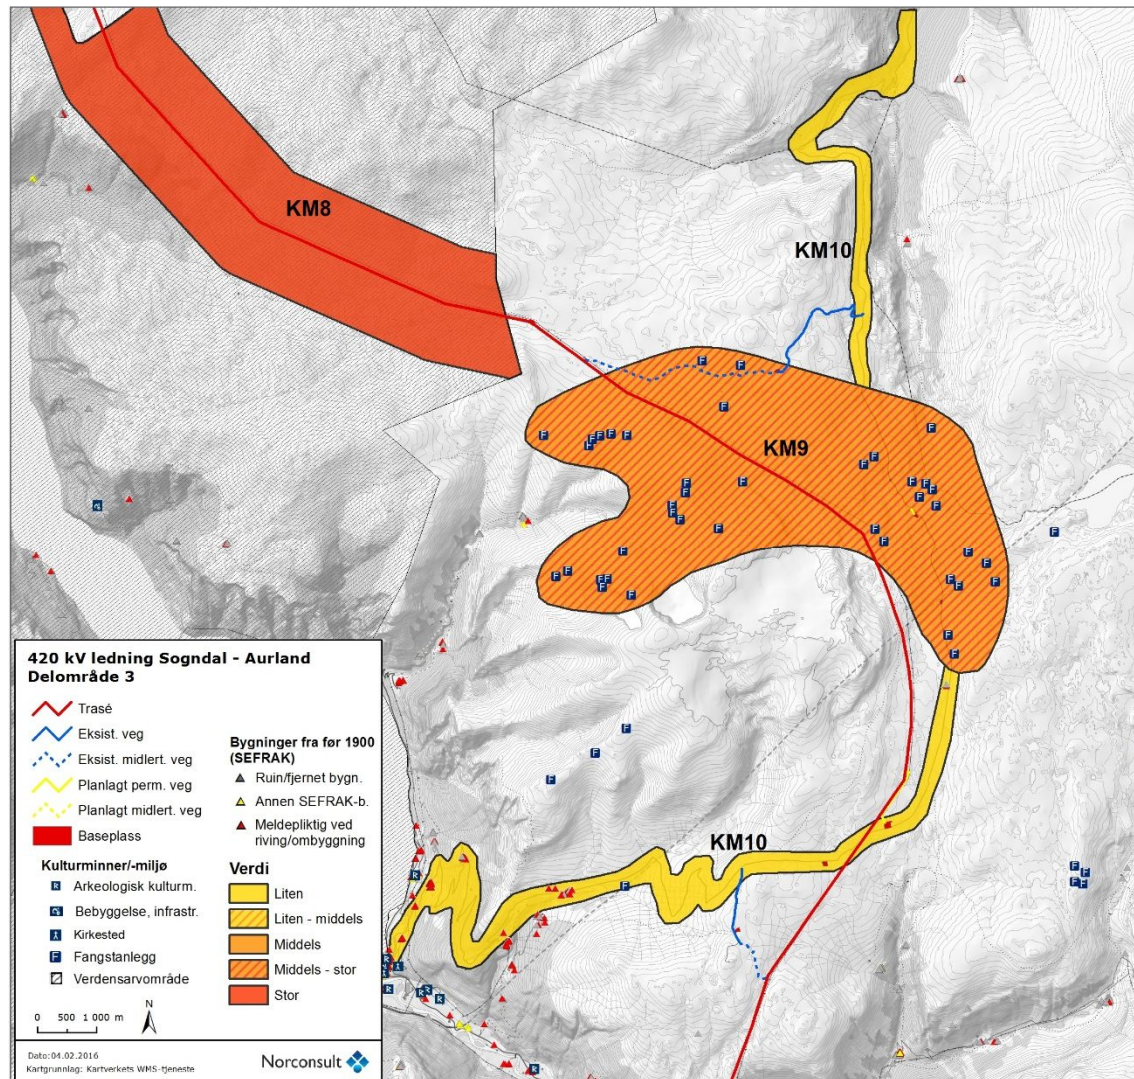 KM8
KM10
KM9
KM10
420 kV ledning Sogndal - Aurland
Delområde 3
Trasé
Eksist. veg
Eksist. midlert. veg
Planlagt perm. veg
Planlagt midlert. veg
Baseplass
Kulturminner/-miljø
R Arkeologisk kulturm.
Bebyggelse, infrastr.
Kirkested
F Fangstanlegg
Verdensarvområde
N
0 500 1 000 m
Bygninger fra før 1900
(SEFRAK)
Ruin/fjernet bygn.
Annen SEFRAK-b.
Meldepliktig ved
riving/ombyggning
Verdi
Liten
Liten - middels
Middels
Middels - stor
Stor
Dato:04.02.2016
Kartgrunnlag: Kartverkets WMS-tjeneste
Norconsult